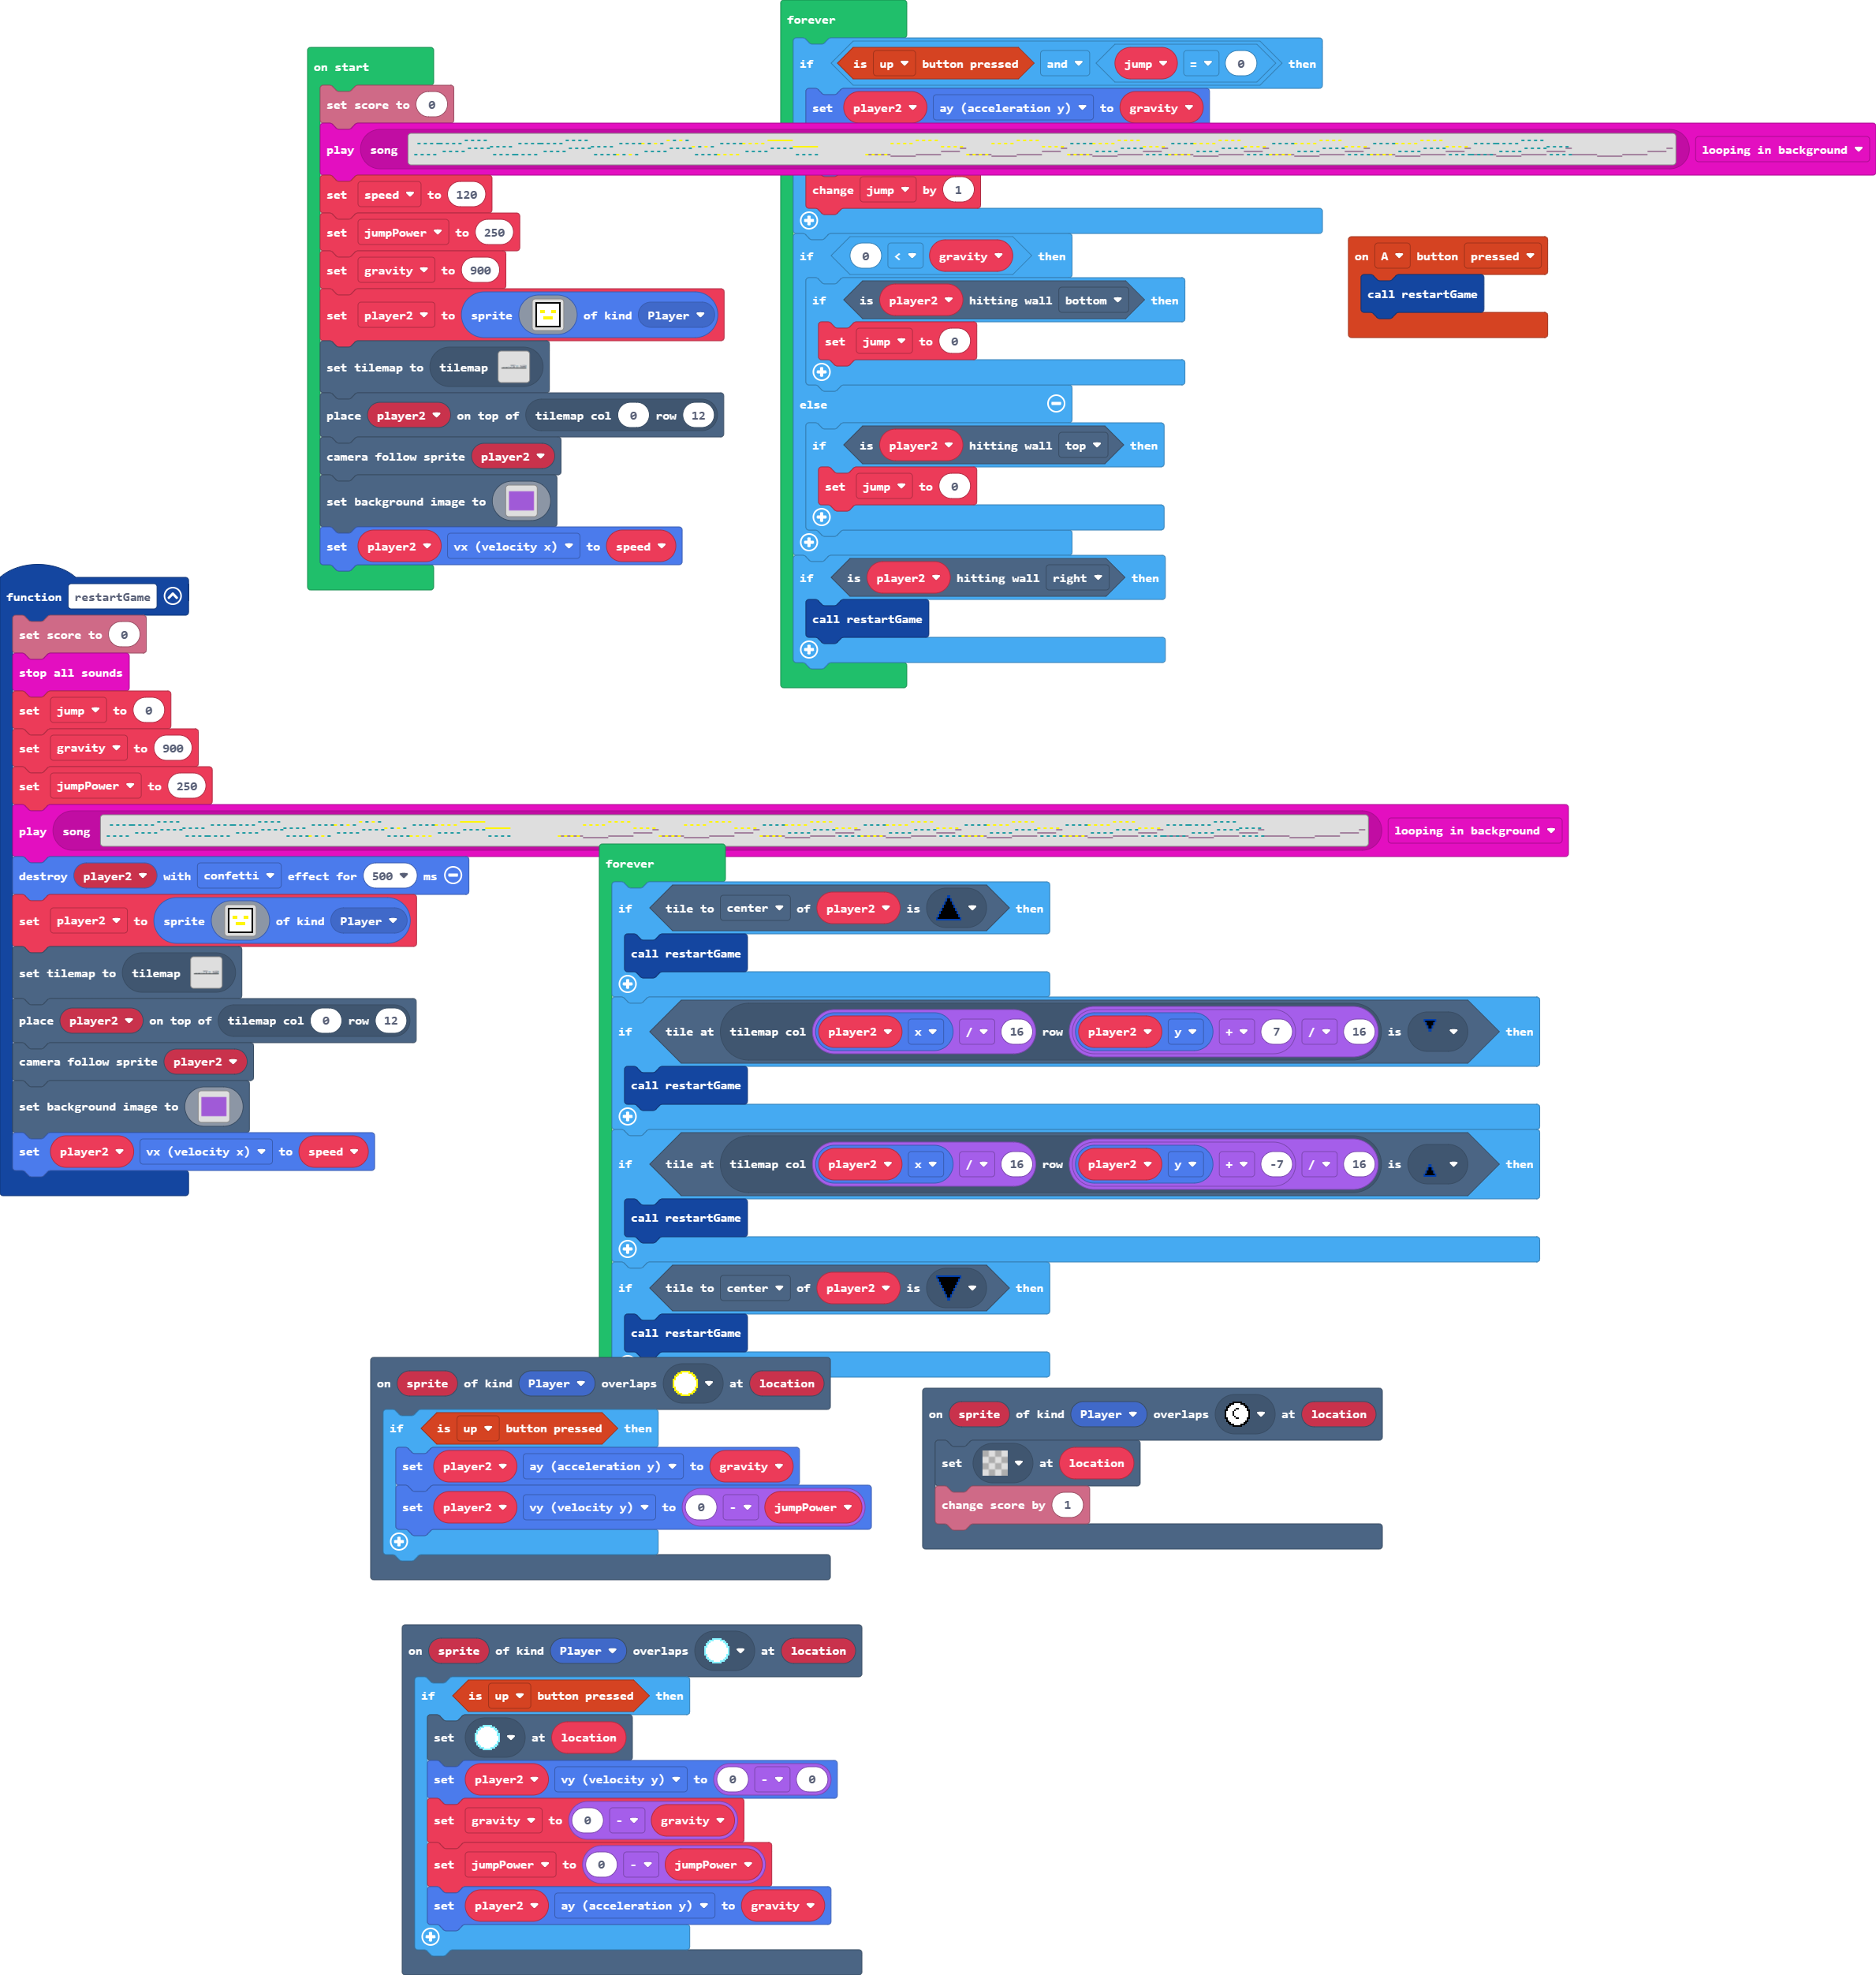 on start
set score to 0
play song looping in background
set speed to 120
set jumpPower to 250
set gravity to 900
set player2 to sprite of kind Player
set tilemap to tilemap
place player2 on top of tilemap col 0 row 12
camera follow sprite player2
set background image to
set player2 vx (velocity x) to speed
forever
if is up button pressed and jump = 0 then
set player2 ay (acceleration y) to gravity
change jump by 1
if 0 < gravity then
if is player2 hitting wall bottom then
set jump to 0
else
if is player2 hitting wall top then
set jump to 0
if is player2 hitting wall right then
call restartGame
on A button pressed
call restartGame
function restartGame
set score to 0
stop all sounds
set jump to 0
set gravity to 900
set jumpPower to 250
play song looping in background
destroy player2 with confetti effect for 500 ms
set player2 to sprite of kind Player
set tilemap to tilemap
place player2 on top of tilemap col 0 row 12
camera follow sprite player2
set background image to
set player2 vx (velocity x) to speed
forever
if tile to center of player2 is then
call restartGame
if tile at tilemap col player2 x / 16 row player2 y + 7 / 16 is then
call restartGame
if tile at tilemap col player2 x / 16 row player2 y + -7 / 16 is then
call restartGame
if tile to center of player2 is then
call restartGame
on sprite of kind Player overlaps at location
if is up button pressed then
set player2 ay (acceleration y) to gravity
set player2 vy (velocity y) to 0 - jumpPower
on sprite of kind Player overlaps at location
set at location
change score by 1
on sprite of kind Player overlaps at location
if is up button pressed then
set at location
set player2 vy (velocity y) to 0 - 0
set gravity to 0 - gravity
set jumpPower to 0 - jumpPower
set player2 ay (acceleration y) to gravity